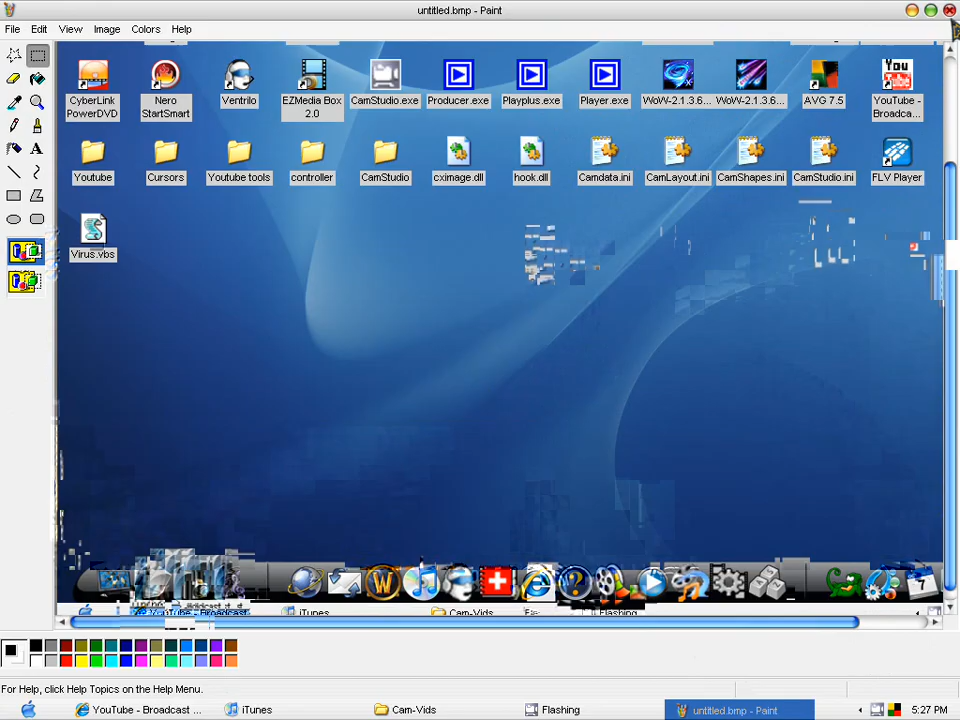 untitled.bmp - Paint
File Edit View Image Colors Help
CyberLink PowerDVD
Nero StartSmart
Ventrilo
EZMedia Box 2.0
CamStudio.exe
Producer.exe
Playplus.exe
Player.exe
WoW-2.1.3.6...
WoW-2.1.3.6...
AVG 7.5
You Tube
YouTube - Broadca...
Youtube
Cursors
Youtube tools
controller
CamStudio
cximage.dll
hook.dll
Camdata.ini
CamLayout.ini
CamShapes.ini
CamStudio.ini
FLV Player
Virus.vbs
iTunes
Cam-Vids
Flashing
For Help, click Help Topics on the Help Menu.
YouTube - Broadcast ... iTunes Cam-Vids Flashing untitled.bmp - Paint 5:27 PM